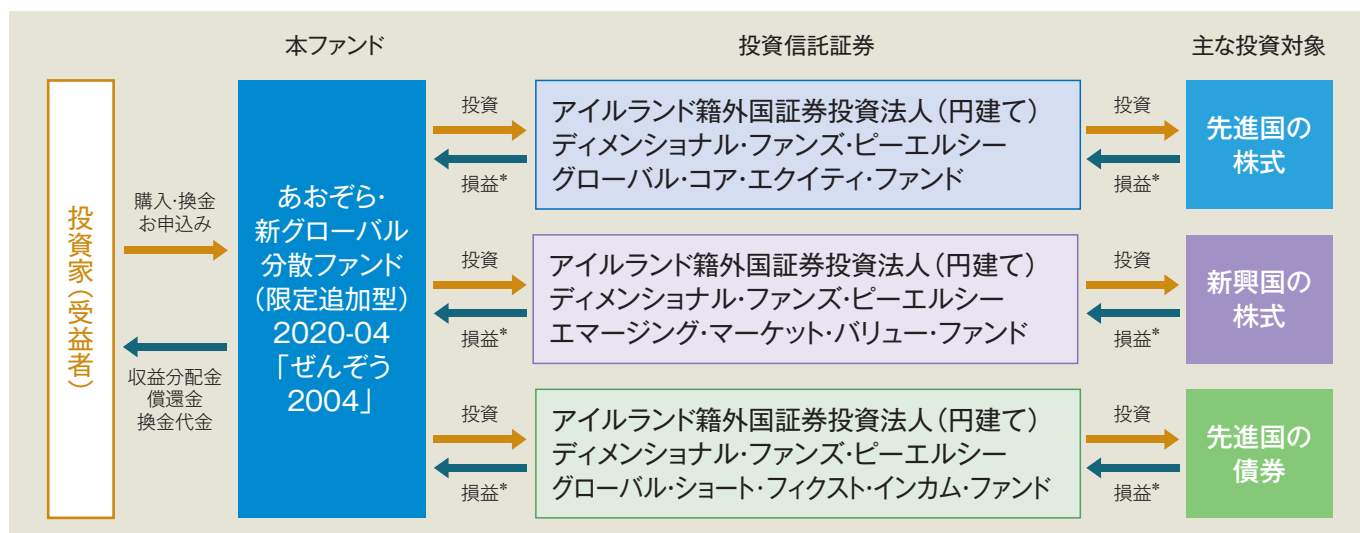 本ファンド
投資信託証券
主な投資対象
投資家（受益者）
購入・換金
お申込み
収益分配金
償還金
換金代金
あおぞら・
新グローバル
分散ファンド
（限定追加型）
2020-04
「ぜんぞう
2004」
投資
損益*
アイルランド籍外国証券投資法人（円建て）
ディメンショナル・ファンズ・ピーエルシー
グローバル・コア・エクイティ・ファンド
投資
損益*
先進国の
株式
投資
損益*
アイルランド籍外国証券投資法人（円建て）
ディメンショナル・ファンズ・ピーエルシー
エマージング・マーケット・バリュー・ファンド
投資
損益*
新興国の
株式
投資
損益*
アイルランド籍外国証券投資法人（円建て）
ディメンショナル・ファンズ・ピーエルシー
グローバル・ショート・フィクスト・インカム・ファンド
投資
損益*
先進国の
債券